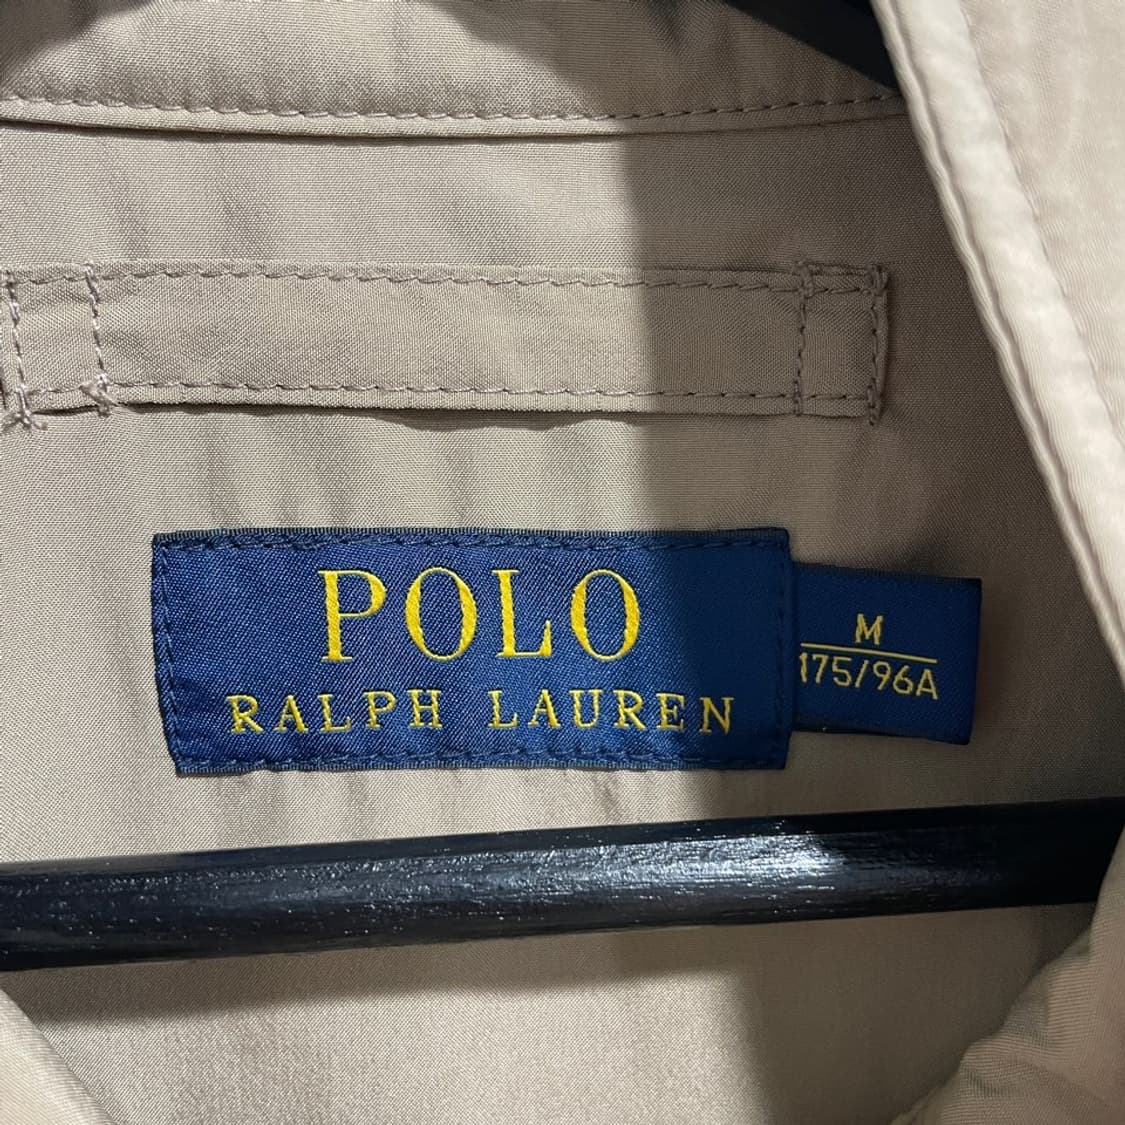 POLO
RALPH LAUREN
M
175/96A